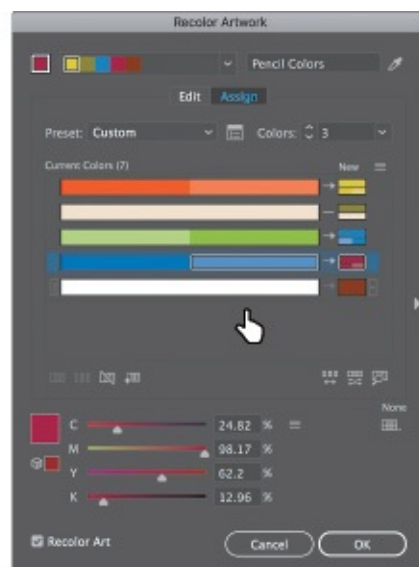 Recolor Artwork
Pencil Colors
Edit Assign
Preset: Custom Colors: 3
Current Colors (7) New
C 24.82 %
None
M 98.17 %
Y 62.2 %
K 12.96 %
Recolor Art Cancel OK